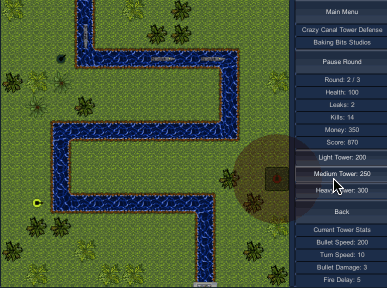 Main Menu
Crazy Canal Tower Defense
Baking Bits Studios
Pause Round
Round: 2 / 3
Health: 100
Leaks: 2
Kills: 14
Money: 350
Score: 870
Light Tower: 200
Medium Tower: 250
Heavy Tower: 300
Back
Current Tower Stats
Bullet Speed: 200
Turn Speed: 10
Bullet Damage: 3
Fire Delay: 5